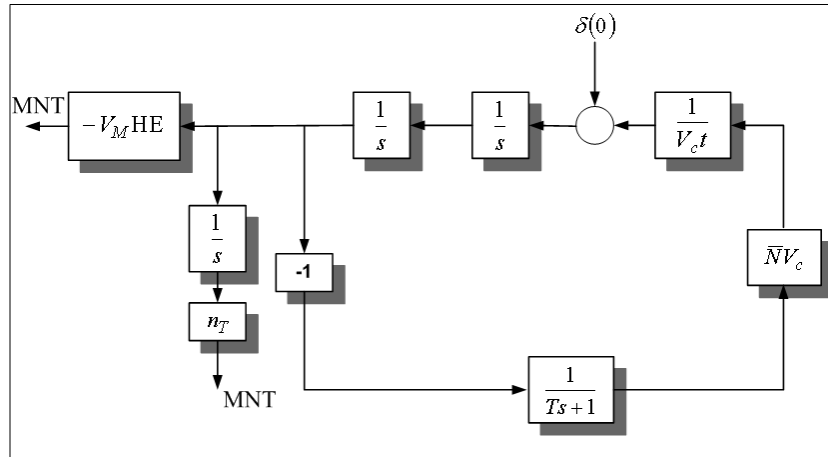 δ(0)
MNT
−V_M HE
1/s
1/s
1/(V_c t)
1/s
-1
N̅V_c
n_T
1/(Ts+1)
MNT